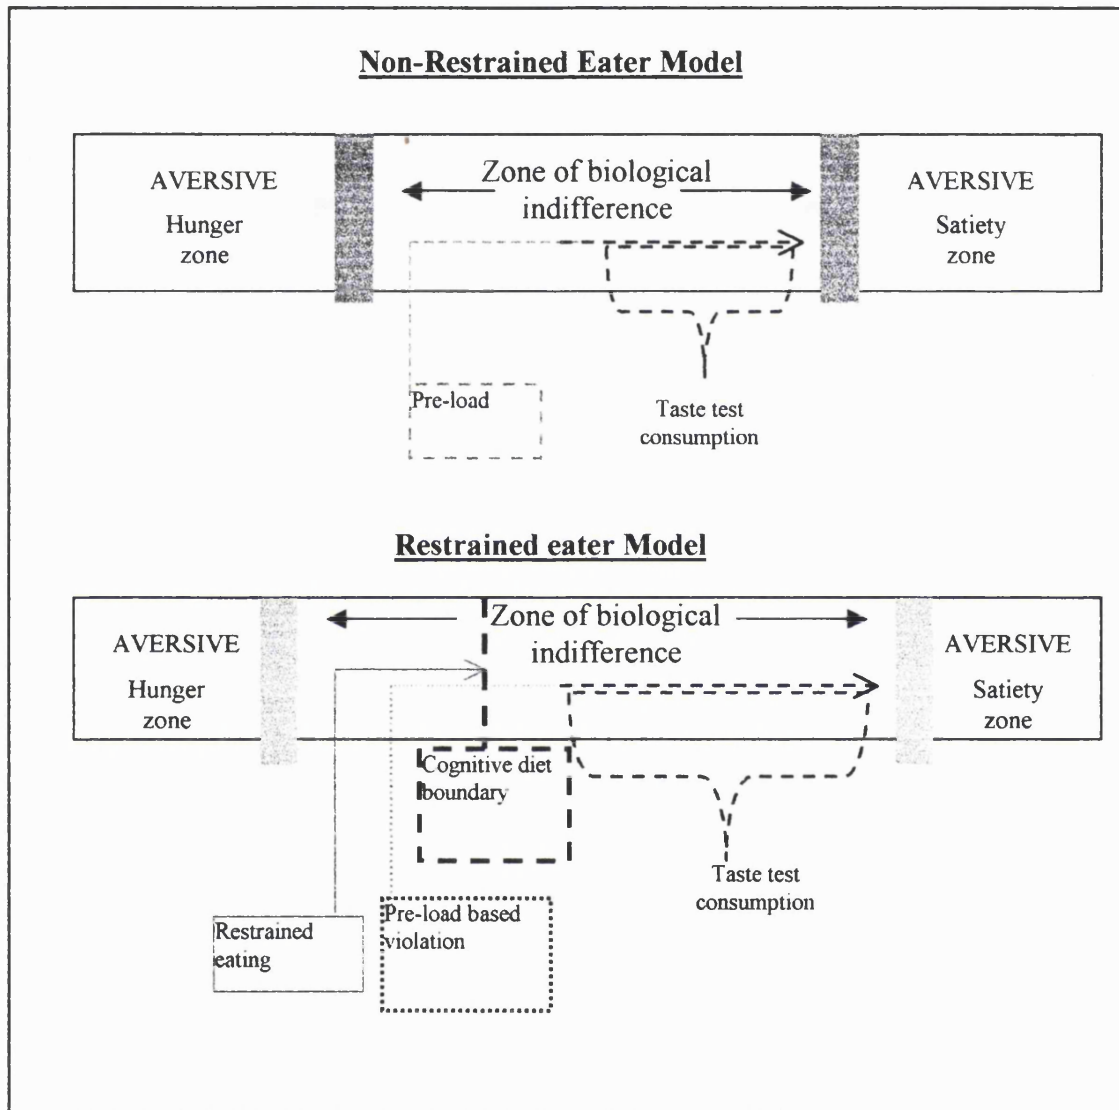 Non-Restrained Eater Model
AVERSIVE
Hunger
zone
Zone of biological
indifference
AVERSIVE
Satiety
zone
Pre-load
Taste test
consumption
Restrained eater Model
AVERSIVE
Hunger
zone
Zone of biological
indifference
AVERSIVE
Satiety
zone
Cognitive diet
boundary
Taste test
consumption
Restrained
eating
Pre-load based
violation